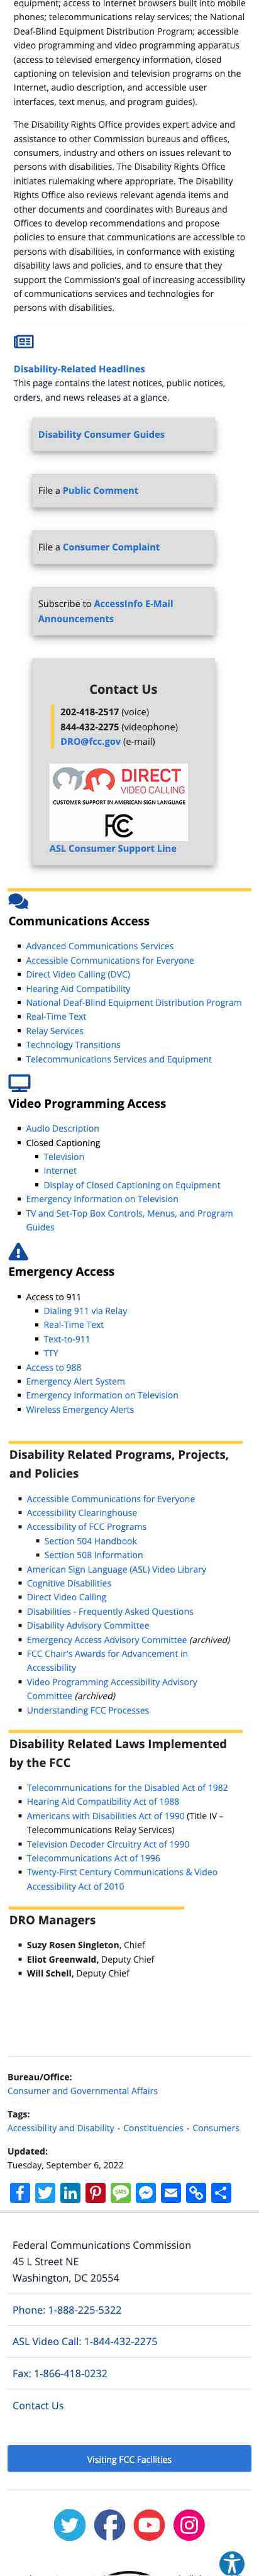 equipment; access to Internet browsers built into mobile
phones; telecommunications relay services; the National
Deaf-Blind Equipment Distribution Program; accessible
video programming and video programming apparatus
(access to televised emergency information, closed
captioning on television and television programs on the
Internet, audio description, and accessible user
interfaces, text menus, and program guides).
The Disability Rights Office provides expert advice and
assistance to other Commission bureaus and offices,
consumers, industry and others on issues relevant to
persons with disabilities. The Disability Rights Office
initiates rulemaking where appropriate. The Disability
Rights Office also reviews relevant agenda items and
other documents and coordinates with Bureaus and
Offices to develop recommendations and propose
policies to ensure that communications are accessible to
persons with disabilities, in conformance with existing
disability laws and policies, and to ensure that they
support the Commission's goal of increasing accessibility
of communications services and technologies for
persons with disabilities.
Disability-Related Headlines
This page contains the latest notices, public notices,
orders, and news releases at a glance.
Disability Consumer Guides
File a Public Comment
File a Consumer Complaint
Subscribe to AccessInfo E-Mail
Announcements
Contact Us
202-418-2517 (voice)
844-432-2275 (videophone)
DRO@fcc.gov (e-mail)
DIRECT
VIDEO CALLING
CUSTOMER SUPPORT IN AMERICAN SIGN LANGUAGE
FCC
ASL Consumer Support Line
Communications Access
Advanced Communications Services
Accessible Communications for Everyone
Direct Video Calling (DVC)
Hearing Aid Compatibility
National Deaf-Blind Equipment Distribution Program
Real-Time Text
Relay Services
Technology Transitions
Telecommunications Services and Equipment
Video Programming Access
Audio Description
Closed Captioning
Television
Internet
Display of Closed Captioning on Equipment
Emergency Information on Television
TV and Set-Top Box Controls, Menus, and Program
Guides
Emergency Access
Access to 911
Dialing 911 via Relay
Real-Time Text
Text-to-911
TTY
Access to 988
Emergency Alert System
Emergency Information on Television
Wireless Emergency Alerts
Disability Related Programs, Projects,
and Policies
Accessible Communications for Everyone
Accessibility Clearinghouse
Accessibility of FCC Programs
Section 504 Handbook
Section 508 Information
American Sign Language (ASL) Video Library
Cognitive Disabilities
Direct Video Calling
Disabilities - Frequently Asked Questions
Disability Advisory Committee
Emergency Access Advisory Committee (archived)
FCC Chair's Awards for Advancement in
Accessibility
Video Programming Accessibility Advisory
Committee (archived)
Understanding FCC Processes
Disability Related Laws Implemented
by the FCC
Telecommunications for the Disabled Act of 1982
Hearing Aid Compatibility Act of 1988
Americans with Disabilities Act of 1990 (Title IV –
Telecommunications Relay Services)
Television Decoder Circuitry Act of 1990
Telecommunications Act of 1996
Twenty-First Century Communications & Video
Accessibility Act of 2010
DRO Managers
Suzy Rosen Singleton, Chief
Eliot Greenwald, Deputy Chief
Will Schell, Deputy Chief
Bureau/Office:
Consumer and Governmental Affairs
Tags:
Accessibility and Disability - Constituencies - Consumers
Updated:
Tuesday, September 6, 2022
SMS
Federal Communications Commission
45 L Street NE
Washington, DC 20554
Phone: 1-888-225-5322
ASL Video Call: 1-844-432-2275
Fax: 1-866-418-0232
Contact Us
Visiting FCC Facilities